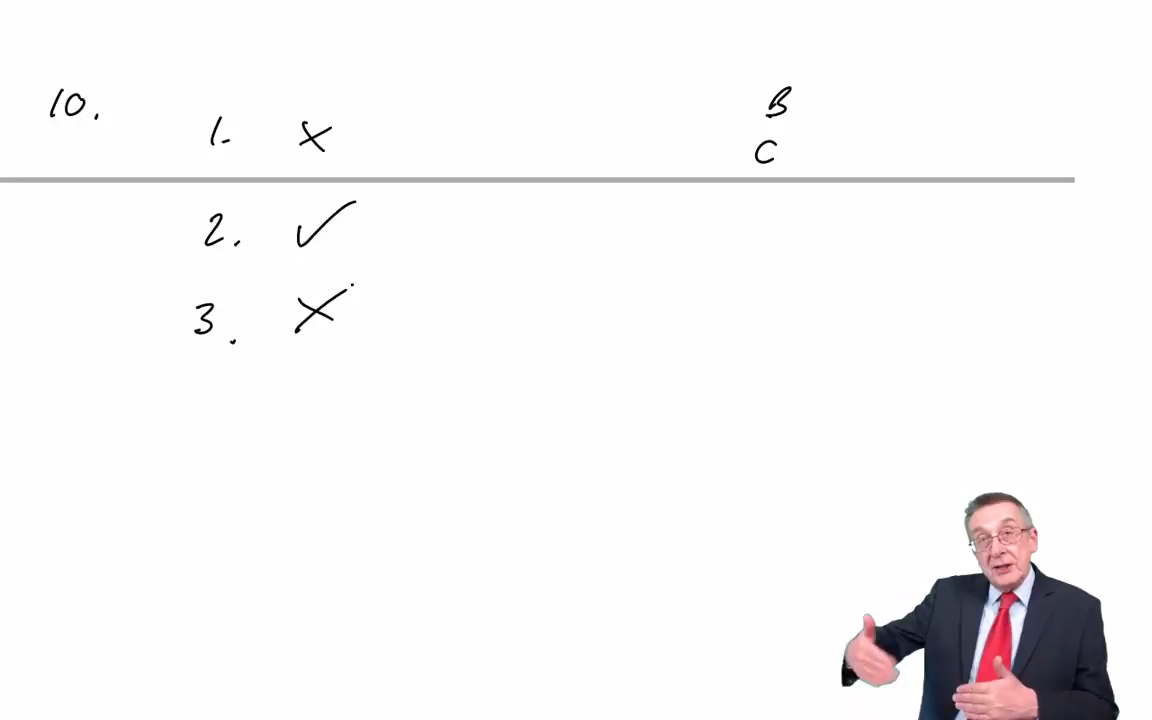 10.
1. ✗
B
C
2. ✓
3. ✗